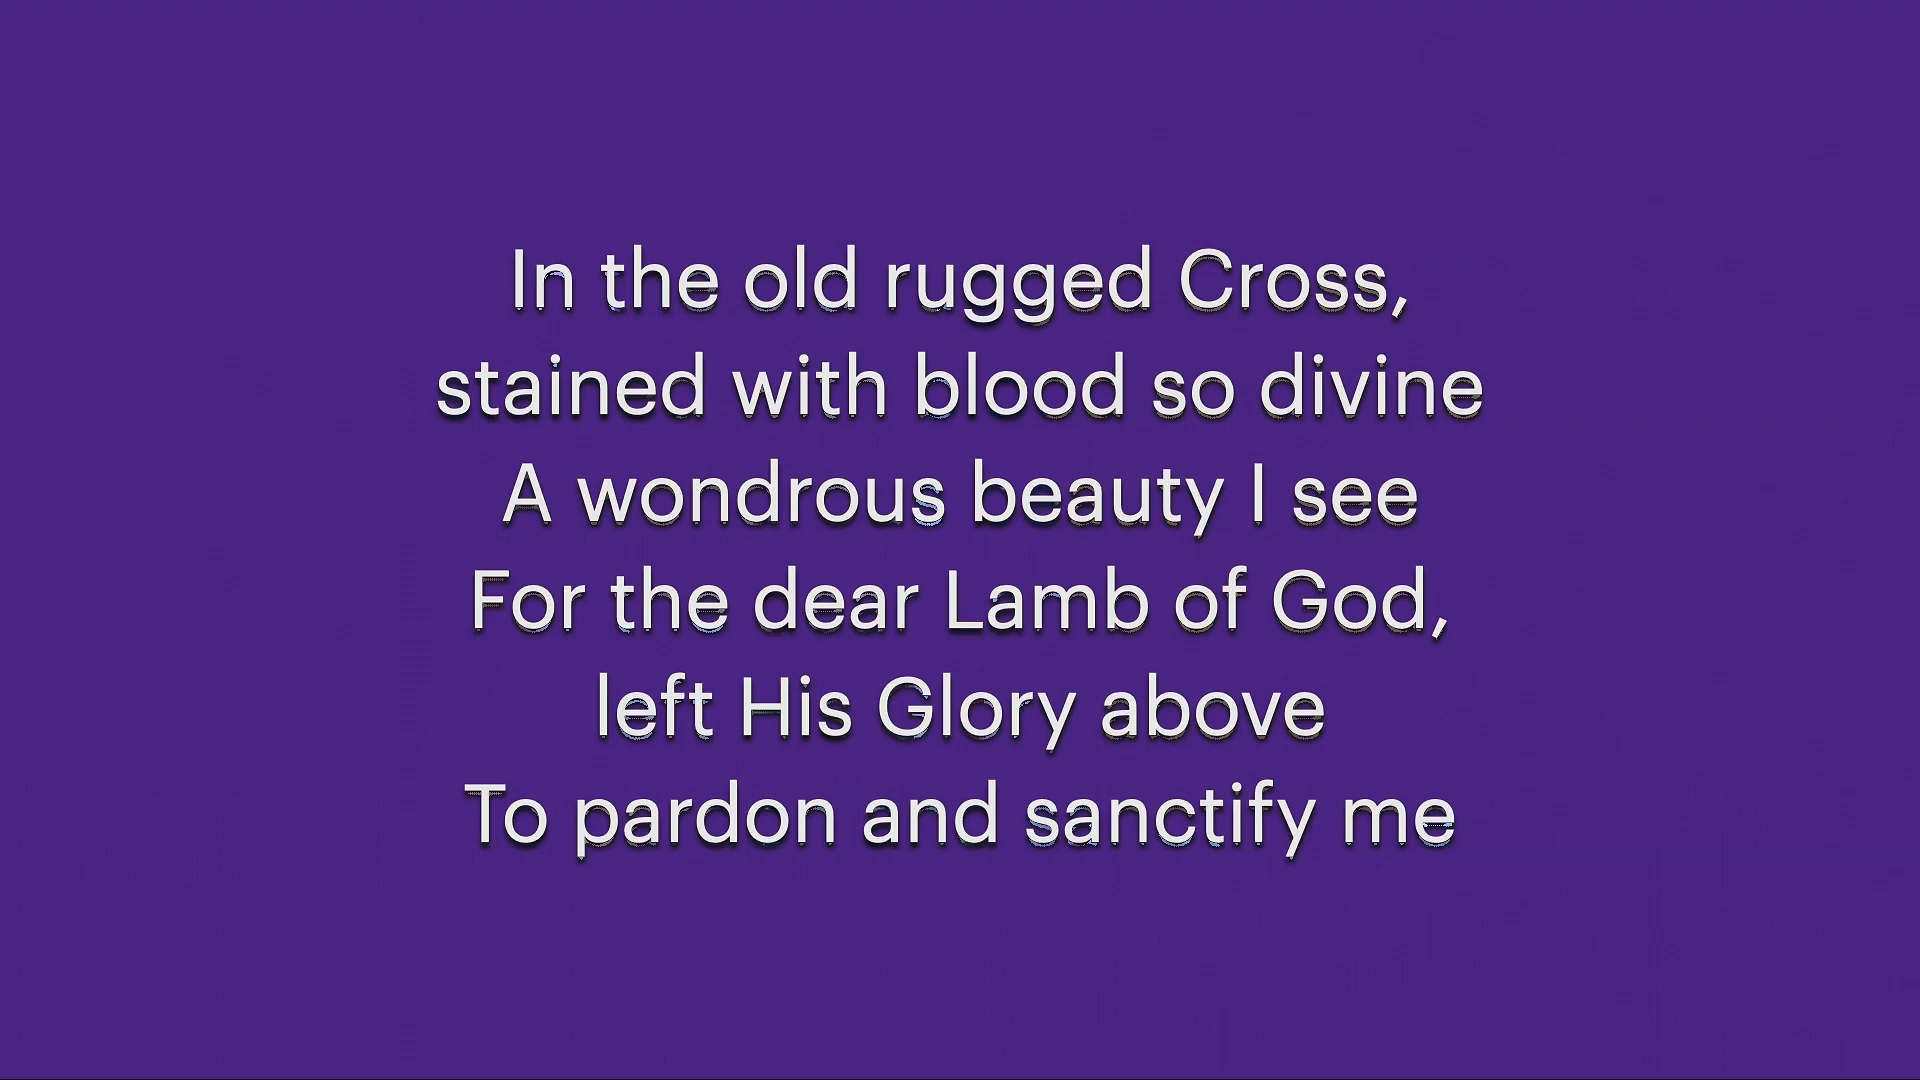 In the old rugged Cross,
stained with blood so divine
A wondrous beauty I see
For the dear Lamb of God,
left His Glory above
To pardon and sanctify me